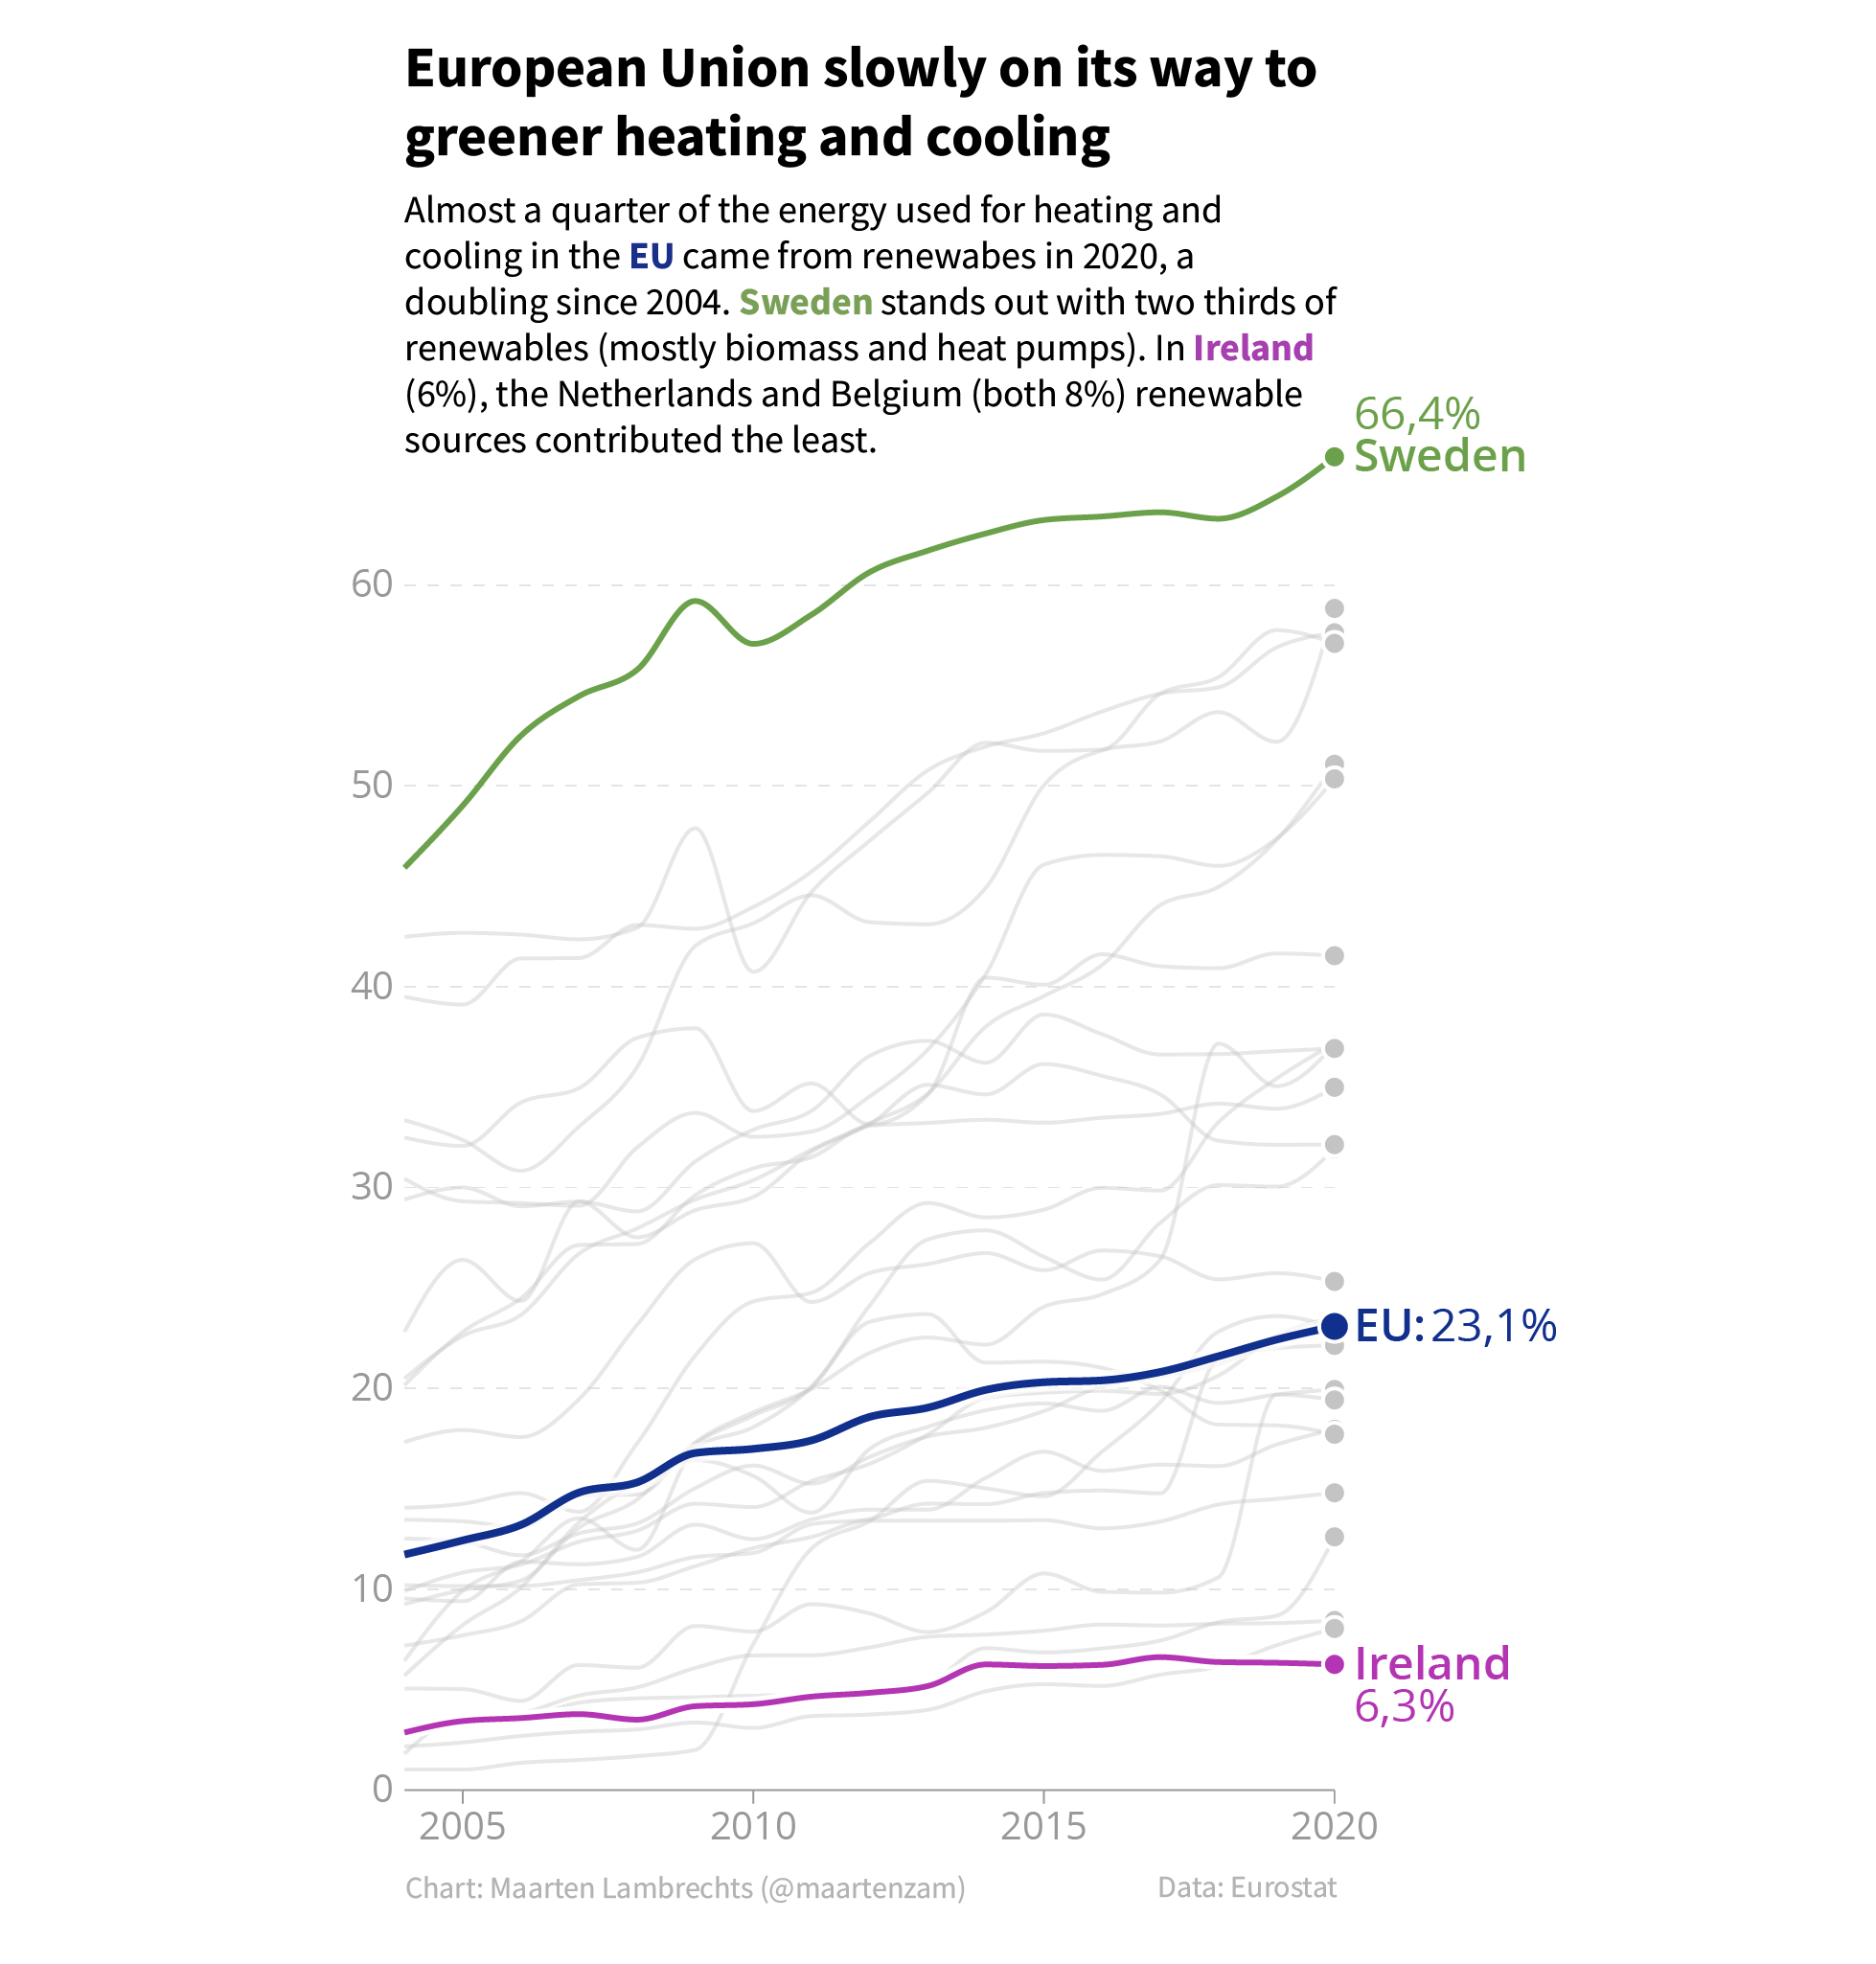 European Union slowly on its way to
greener heating and cooling
Almost a quarter of the energy used for heating and
cooling in the EU came from renewabes in 2020, a
doubling since 2004. Sweden stands out with two thirds of
renewables (mostly biomass and heat pumps). In Ireland
(6%), the Netherlands and Belgium (both 8%) renewable
sources contributed the least.
66,4%
Sweden
60
50
40
30
20
EU: 23,1%
10
Ireland
6,3%
0
2005 2010 2015 2020
Chart: Maarten Lambrechts (@maartenzam) Data: Eurostat